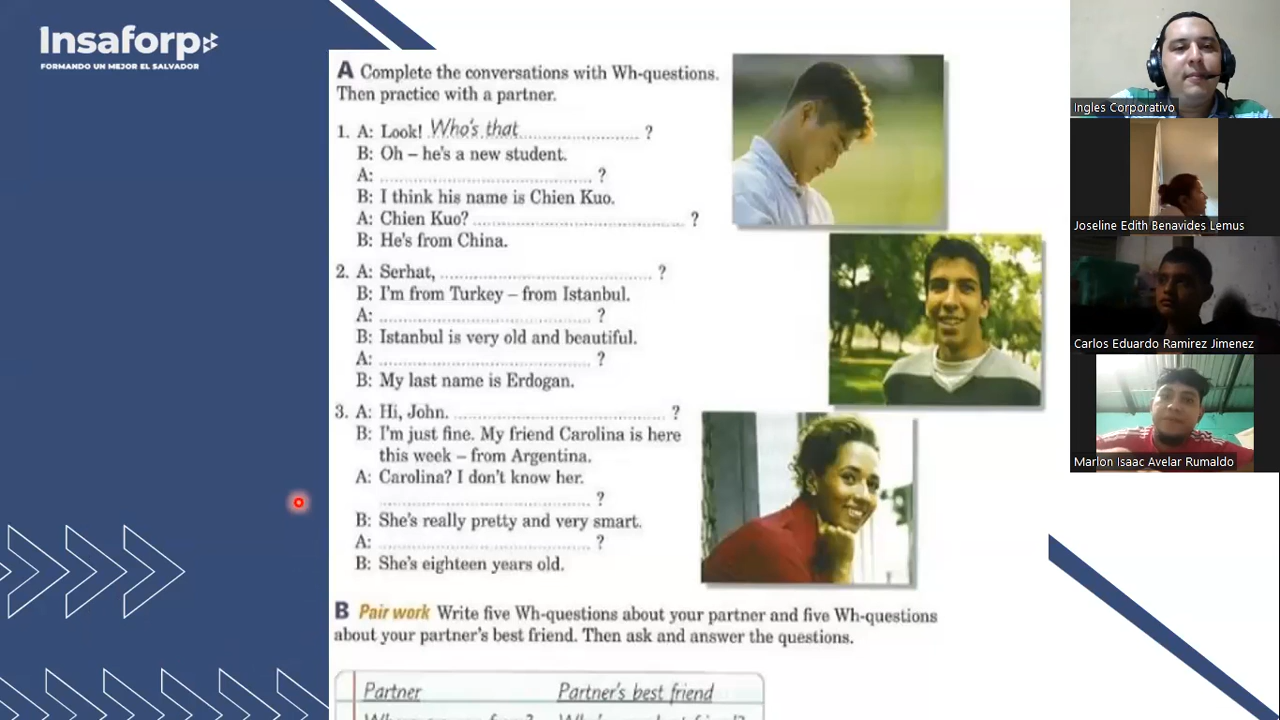 Insaforp
FORMANDO UN MEJOR EL SALVADOR
A Complete the conversations with Wh-questions.
Then practice with a partner.
1. A: Look! Who's that ............ ?
B: Oh – he's a new student.
A: ............ ?
B: I think his name is Chien Kuo.
A: Chien Kuo? ............ ?
B: He's from China.
2. A: Serhat, ............ ?
B: I'm from Turkey – from Istanbul.
A: ............ ?
B: Istanbul is very old and beautiful.
A: ............ ?
B: My last name is Erdogan.
3. A: Hi, John. ............ ?
B: I'm just fine. My friend Carolina is here
this week – from Argentina.
A: Carolina? I don't know her.
............ ?
B: She's really pretty and very smart.
A: ............ ?
B: She's eighteen years old.
B Pair work Write five Wh-questions about your partner and five Wh-questions
about your partner's best friend. Then ask and answer the questions.
Partner Partner's best friend
Ingles Corporativo
Joseline Edith Benavides Lemus
Carlos Eduardo Ramirez Jimenez
Marlon Isaac Avelar Rumaldo